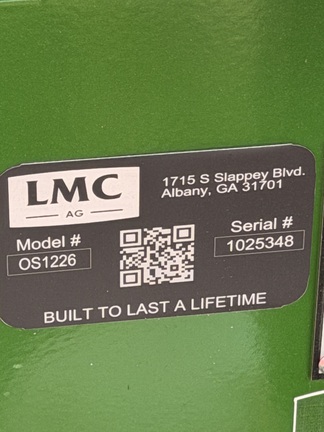 LMC
AG
1715 S Slappey Blvd.
Albany, GA 31701
Model #
OS1226
Serial #
1025348
BUILT TO LAST A LIFETIME